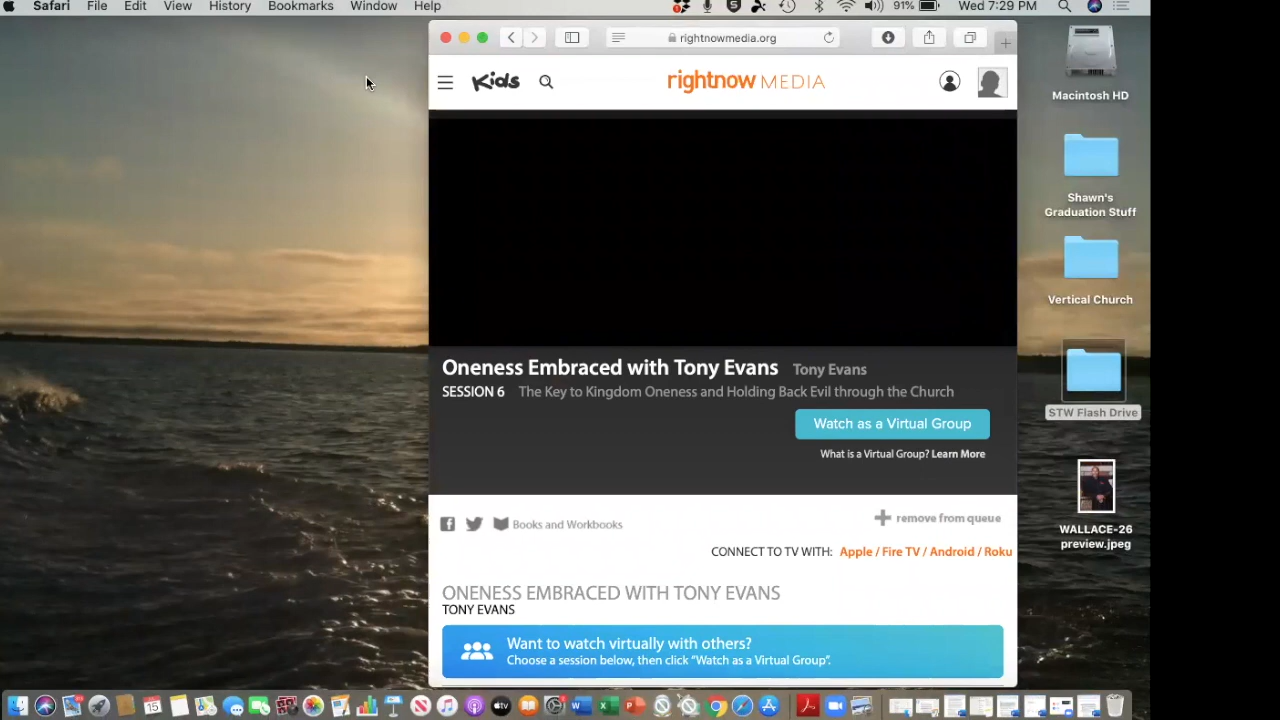 Safari File Edit View History Bookmarks Window Help 91% Wed 7:29 PM
rightnowmedia.org
Kids rightnow MEDIA
Oneness Embraced with Tony Evans Tony Evans
SESSION 6 The Key to Kingdom Oneness and Holding Back Evil through the Church
Watch as a Virtual Group
What is a Virtual Group? Learn More
Books and Workbooks remove from queue
CONNECT TO TV WITH: Apple / Fire TV / Android / Roku
ONENESS EMBRACED WITH TONY EVANS
TONY EVANS
Want to watch virtually with others?
Choose a session below, then click “Watch as a Virtual Group”.
Macintosh HD
Shawn's
Graduation Stuff
Vertical Church
STW Flash Drive
WALLACE-26
preview.jpeg
15